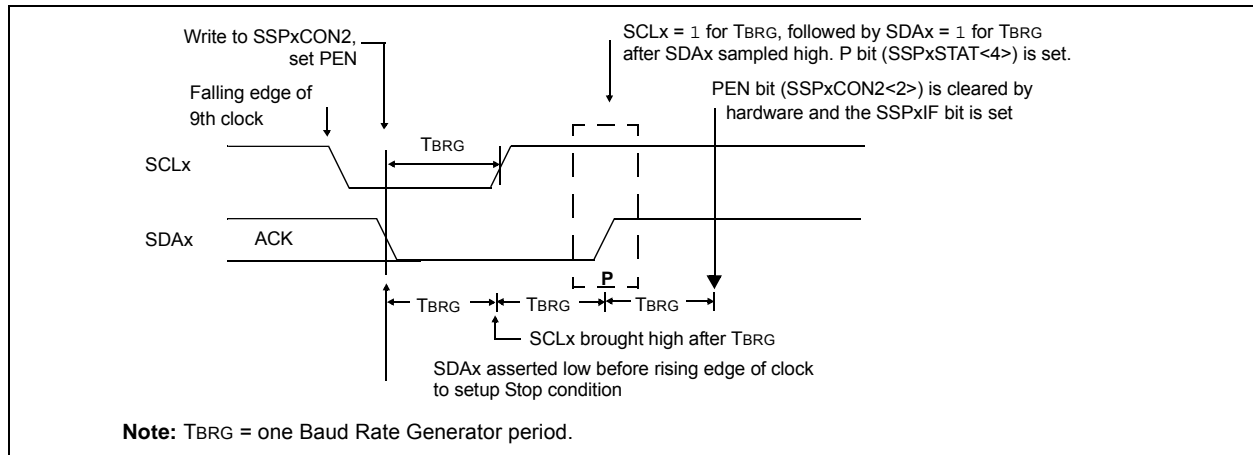 Write to SSPxCON2,
set PEN
SCLx = 1 for TBRG, followed by SDAx = 1 for TBRG
after SDAx sampled high. P bit (SSPxSTAT<4>) is set.
PEN bit (SSPxCON2<2>) is cleared by
hardware and the SSPxIF bit is set
Falling edge of
9th clock
TBRG
SCLx
SDAx
ACK
P
TBRG
TBRG
TBRG
SCLx brought high after TBRG
SDAx asserted low before rising edge of clock
to setup Stop condition
Note: TBRG = one Baud Rate Generator period.